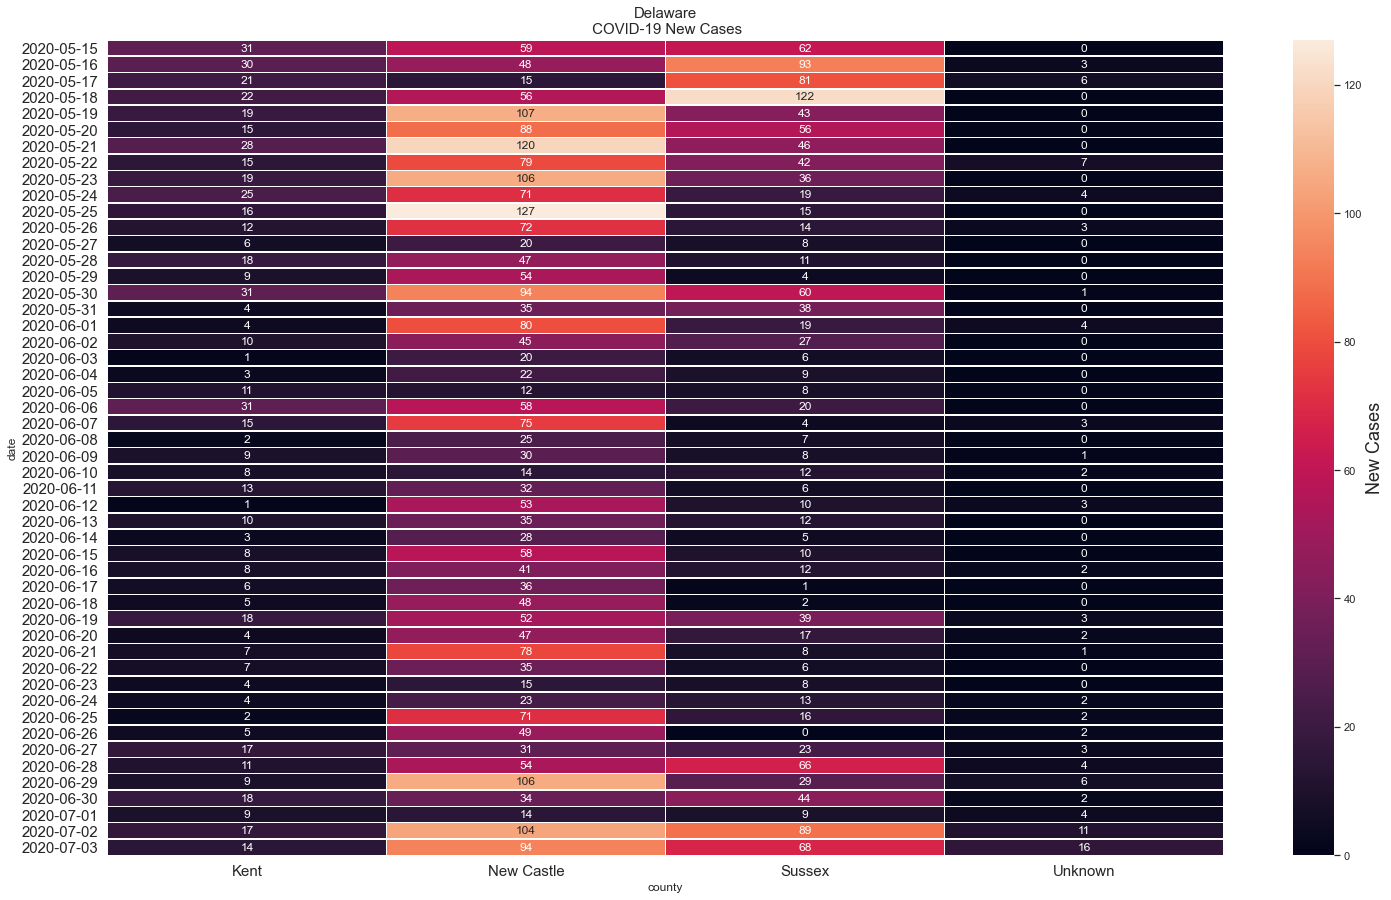 Delaware
COVID-19 New Cases
2020-05-15 31 59 62 0
2020-05-16 30 48 93 3
2020-05-17 21 15 81 6
2020-05-18 22 56 122 0
2020-05-19 19 107 43 0
2020-05-20 15 88 56 0
2020-05-21 28 120 46 0
2020-05-22 15 79 42 7
2020-05-23 19 106 36 0
2020-05-24 25 71 19 4
2020-05-25 16 127 15 0
2020-05-26 12 72 14 3
2020-05-27 6 20 8 0
2020-05-28 18 47 11 0
2020-05-29 9 54 4 0
2020-05-30 31 94 60 1
2020-05-31 4 35 38 0
2020-06-01 4 80 19 4
2020-06-02 10 45 27 0
2020-06-03 1 20 6 0
2020-06-04 3 22 9 0
2020-06-05 11 12 8 0
2020-06-06 31 58 20 0
2020-06-07 15 75 4 3
2020-06-08 2 25 7 0
2020-06-09 9 30 8 1
2020-06-10 8 14 12 2
2020-06-11 13 32 6 0
2020-06-12 1 53 10 3
2020-06-13 10 35 12 0
2020-06-14 3 28 5 0
2020-06-15 8 58 10 0
2020-06-16 8 41 12 2
2020-06-17 6 36 1 0
2020-06-18 5 48 2 0
2020-06-19 18 52 39 3
2020-06-20 4 47 17 2
2020-06-21 7 78 8 1
2020-06-22 7 35 6 0
2020-06-23 4 15 8 0
2020-06-24 4 23 13 2
2020-06-25 2 71 16 2
2020-06-26 5 49 0 2
2020-06-27 17 31 23 3
2020-06-28 11 54 66 4
2020-06-29 9 106 29 6
2020-06-30 18 34 44 2
2020-07-01 9 14 9 4
2020-07-02 17 104 89 11
2020-07-03 14 94 68 16
Kent New Castle Sussex Unknown
county
date
120
100
80
60
40
20
0
New Cases